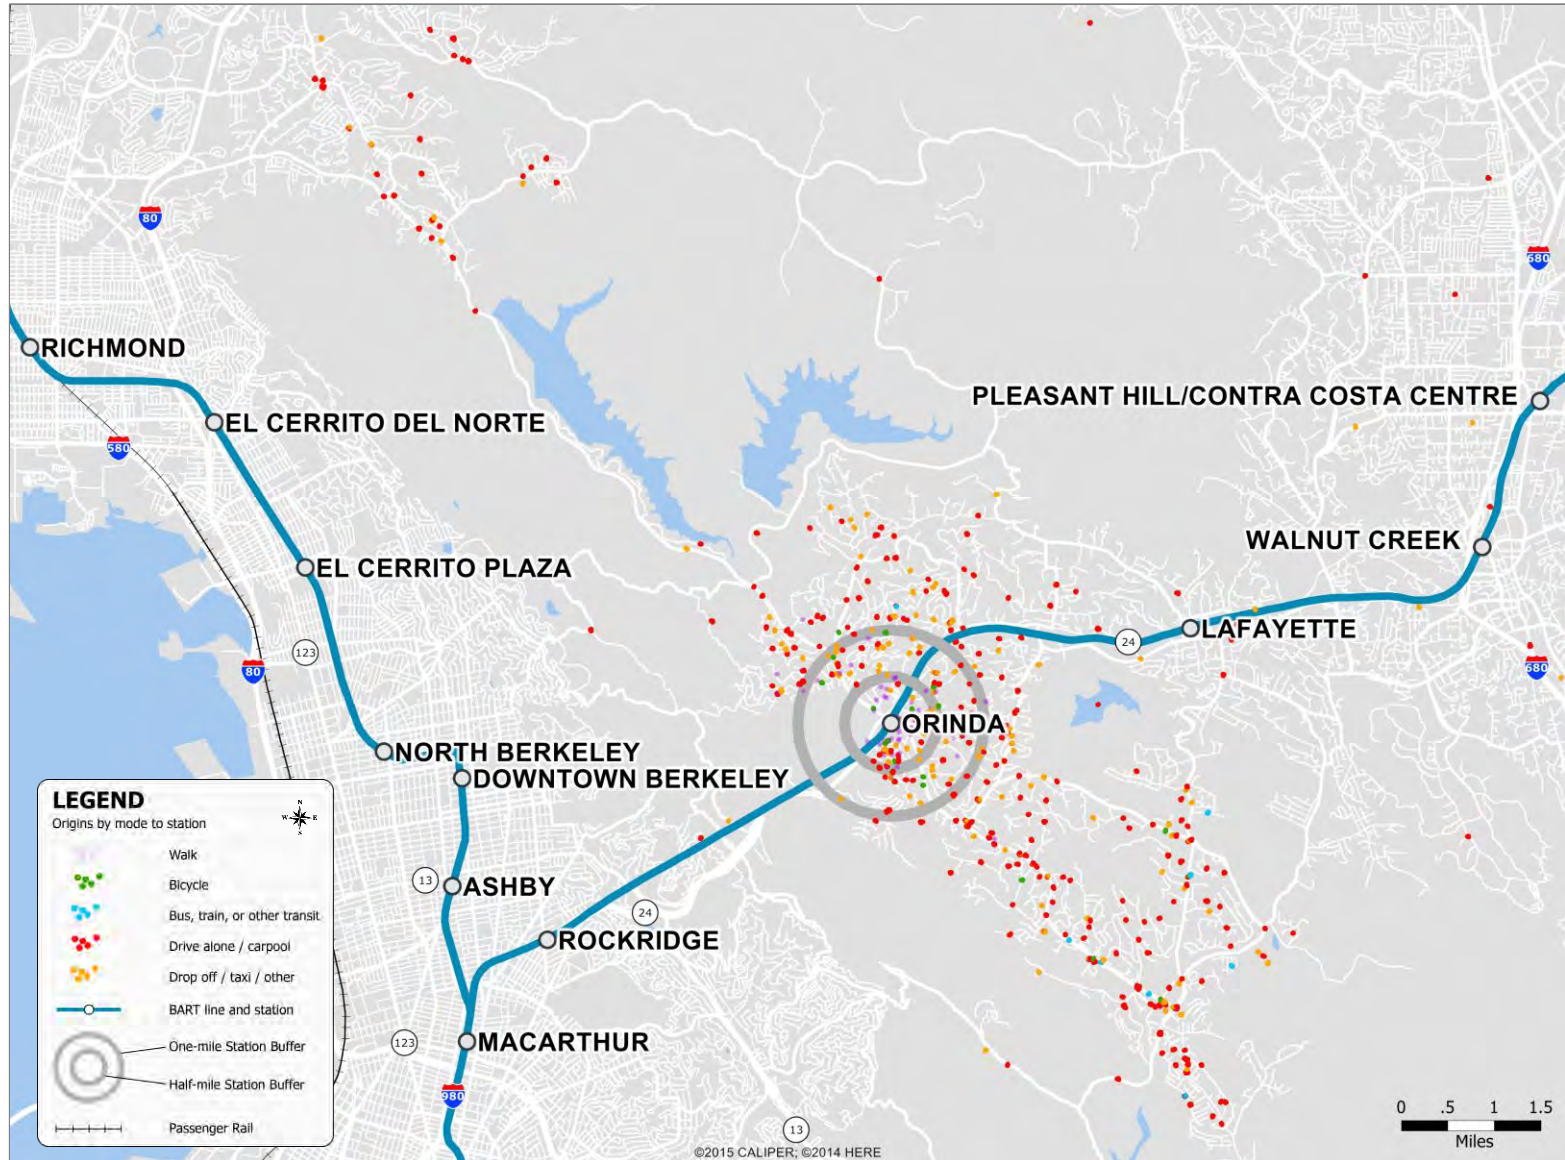 80
680
RICHMOND
PLEASANT HILL/CONTRA COSTA CENTRE
EL CERRITO DEL NORTE
580
WALNUT CREEK
EL CERRITO PLAZA
LAFAYETTE
24
123
80
680
ORINDA
NORTH BERKELEY
DOWNTOWN BERKELEY
LEGEND
Origins by mode to station
N
W
E
S
Walk
Bicycle
Bus, train, or other transit
Drive alone / carpool
Drop off / taxi / other
BART line and station
One-mile Station Buffer
Half-mile Station Buffer
Passenger Rail
13
ASHBY
24
ROCKRIDGE
123
MACARTHUR
980
13
0 .5 1 1.5
Miles
©2015 CALIPER; ©2014 HERE